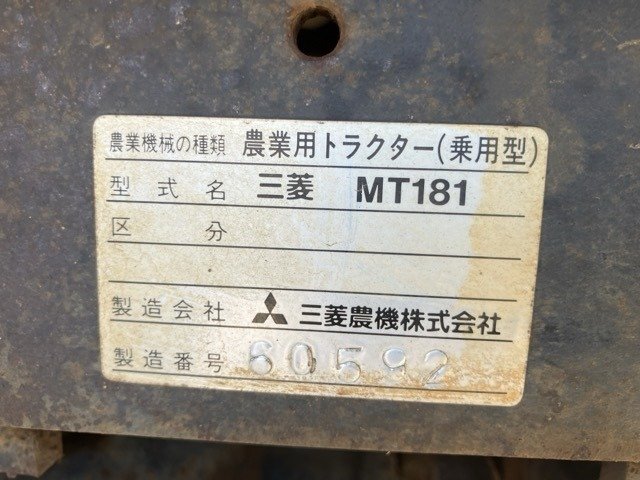 農業機械の種類 農業用トラクター(乗用型)
型式名 三菱 MT181
区分
製造会社 三菱農機株式会社
製造番号 60592